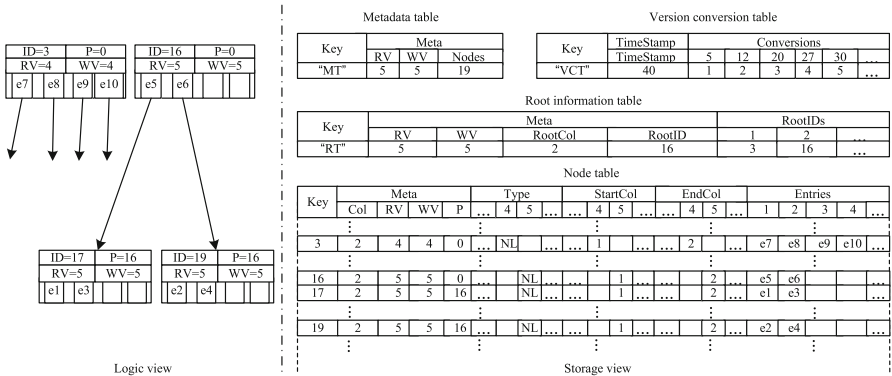 ID=3 P=0
RV=4 WV=4
e7 e8 e9 e10
ID=16 P=0
RV=5 WV=5
e5 e6
ID=17 P=16
RV=5 WV=5
e1 e3
ID=19 P=16
RV=5 WV=5
e2 e4
Logic view
Metadata table
Key Meta
RV WV Nodes
“MT” 5 5 19
Version conversion table
Key TimeStamp Conversions
TimeStamp 5 12 20 27 30 ...
“VCT” 40 1 2 3 4 5 ...
Root information table
Key Meta RootIDs
RV WV RootCol RootID 1 2 ...
“RT” 5 5 2 16 3 16 ...
Node table
Key Meta Type StartCol EndCol Entries
Col RV WV P ... 4 5 ... ... 4 5 ... ... 4 5 ... 1 2 3 4 ...
3 2 4 4 0 ... NL ... ... 1 ... ... 2 ... e7 e8 e9 e10 ...
16 2 5 5 0 ... NL ... ... 1 ... ... 2 ... e5 e6 ...
17 2 5 5 16 ... NL ... ... 1 ... ... 2 ... e1 e3 ...
19 2 5 5 16 ... NL ... ... 1 ... ... 2 ... e2 e4 ...
Storage view